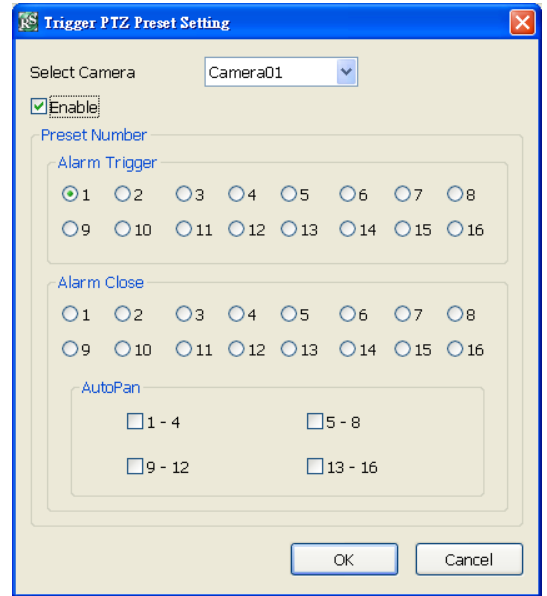 RS Trigger PTZ Preset Setting
Select Camera Camera01
Enable
Preset Number
Alarm Trigger
1 2 3 4 5 6 7 8
9 10 11 12 13 14 15 16
Alarm Close
1 2 3 4 5 6 7 8
9 10 11 12 13 14 15 16
AutoPan
1 - 4 5 - 8
9 - 12 13 - 16
OK Cancel